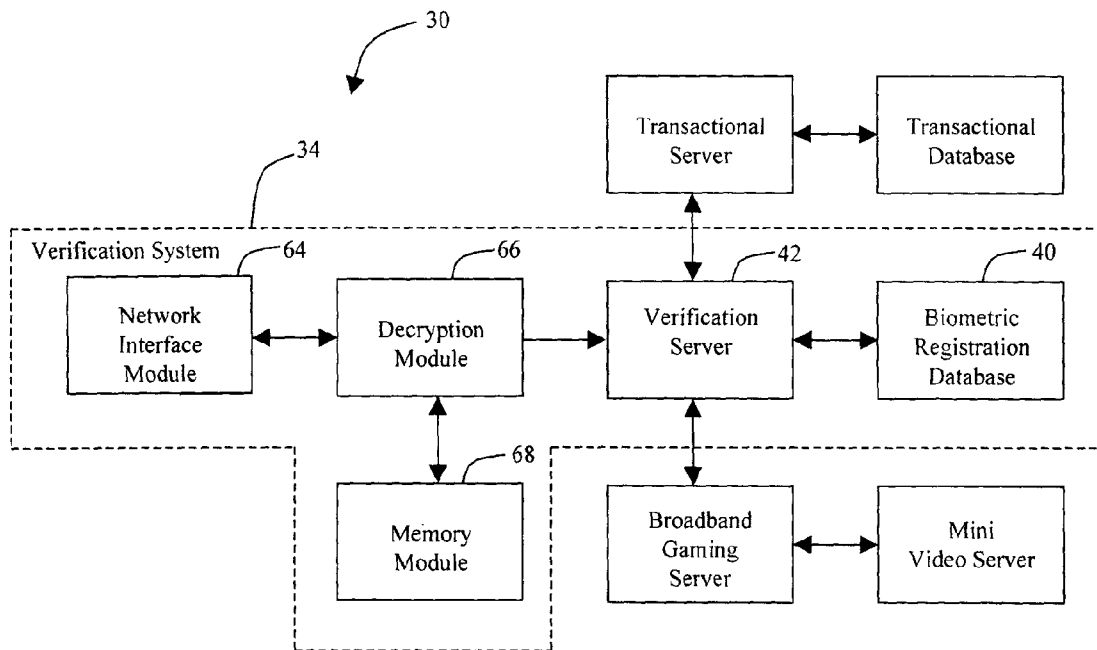 30
Transactional
Server
Transactional
Database
34
Verification System
64
Network
Interface
Module
66
Decryption
Module
42
Verification
Server
40
Biometric
Registration
Database
68
Memory
Module
Broadband
Gaming
Server
Mini
Video Server